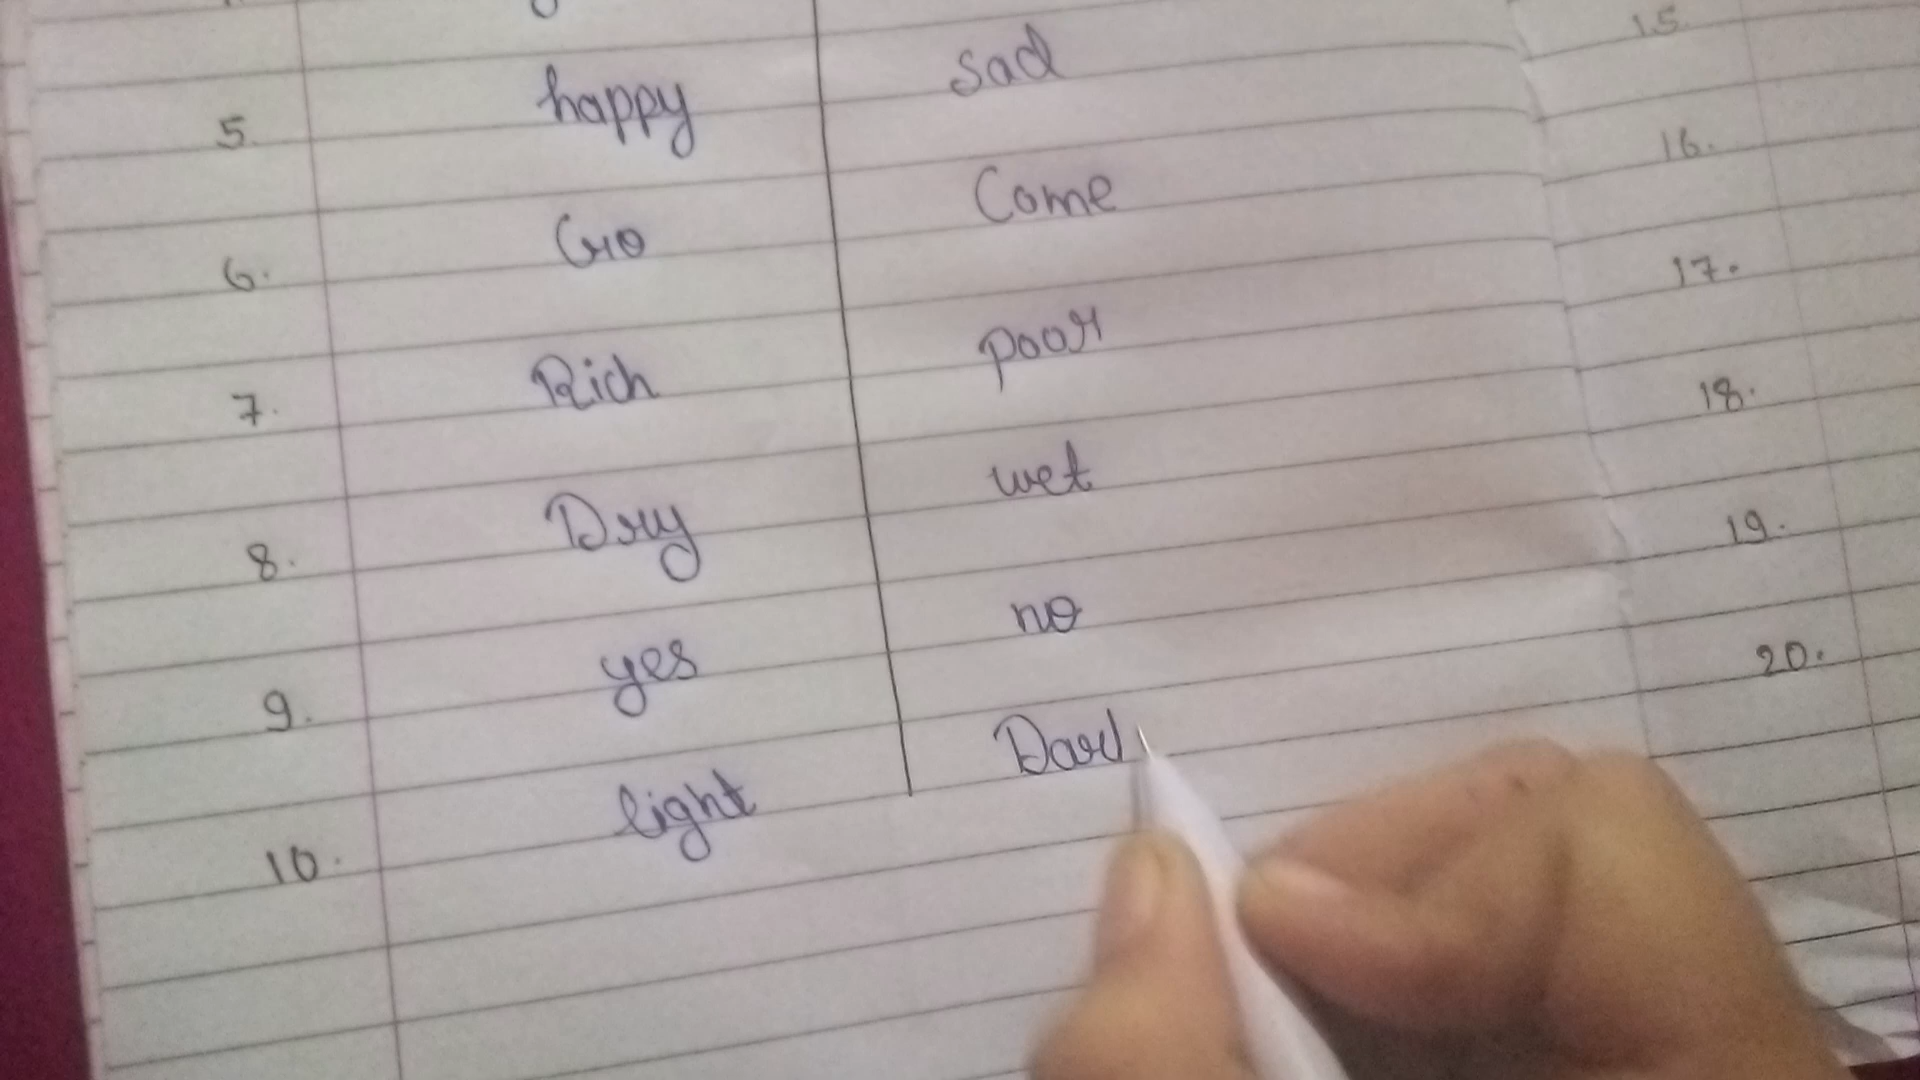 5. happy sad
6. Go Come
7. Rich poor
8. Dry wet
9. yes no
10. light
15.
16.
17.
18.
19.
20.